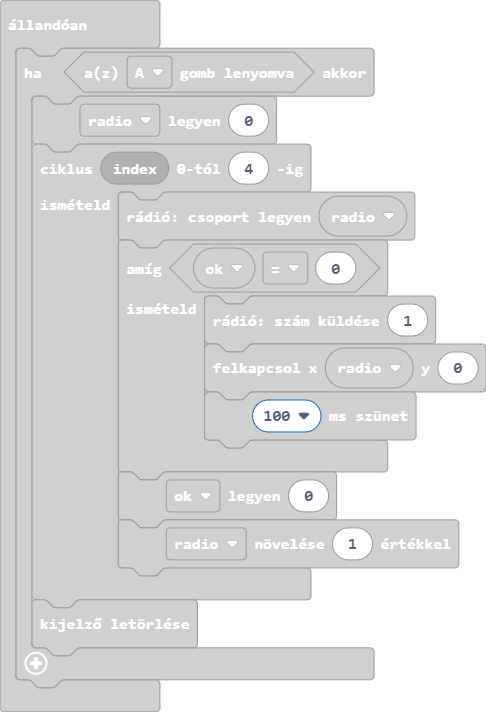 állandóan
ha a(z) A gomb lenyomva akkor
radio legyen 0
ciklus index 0-tól 4 -ig
ismételd
rádió: csoport legyen radio
amíg ok = 0
ismételd
rádió: szám küldése 1
felkapcsol x radio y 0
100 ms szünet
ok legyen 0
radio növelése 1 értékkel
kijelző letörlése